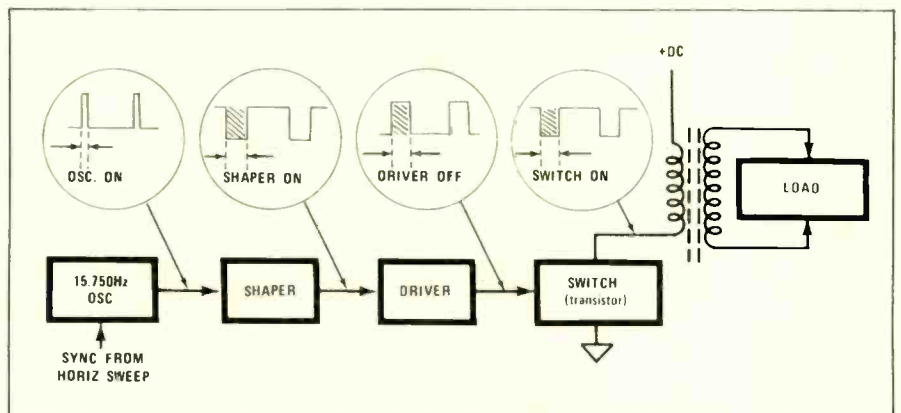 +DC
OSC. ON
SHAPER ON
DRIVER OFF
SWITCH ON
LOAD
15.750Hz
OSC
SHAPER
DRIVER
SWITCH
(transistor)
SYNC FROM
HORIZ SWEEP